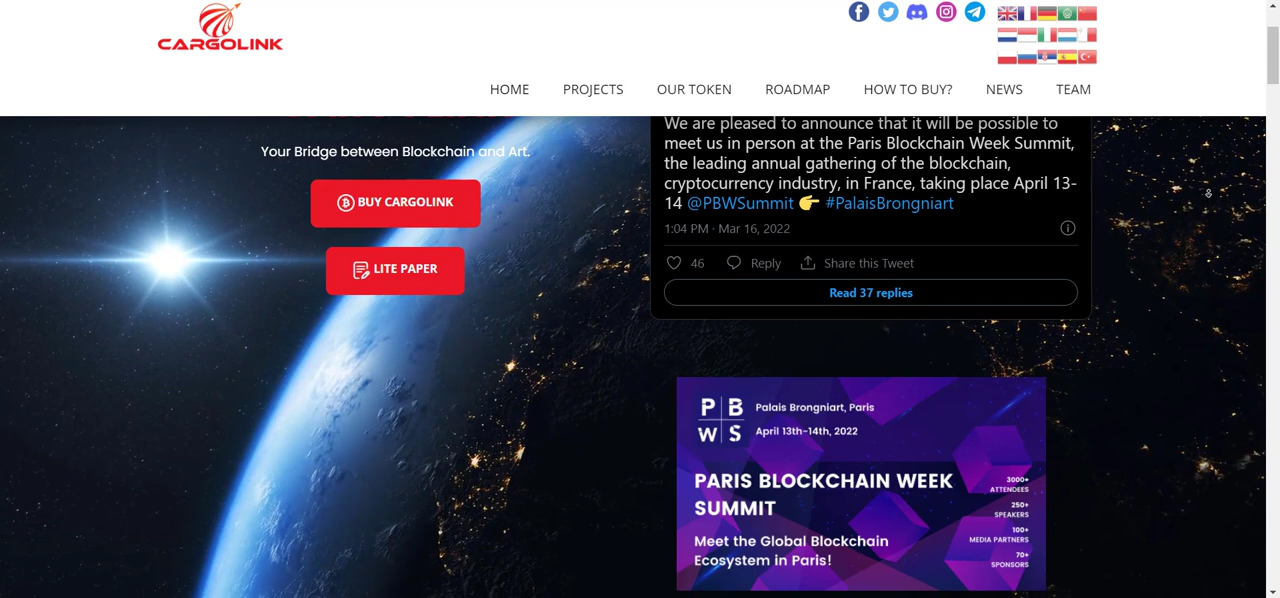 CARGOLINK
HOME
PROJECTS
OUR TOKEN
ROADMAP
HOW TO BUY?
NEWS
TEAM
Your Bridge between Blockchain and Art.
BUY CARGOLINK
LITE PAPER
We are pleased to announce that it will be possible to
meet us in person at the Paris Blockchain Week Summit,
the leading annual gathering of the blockchain,
cryptocurrency industry, in France, taking place April 13-
14 @PBWSummit 👉 #PalaisBrongniart
1:04 PM · Mar 16, 2022
46
Reply
Share this Tweet
Read 37 replies
P B
W S
Palais Brongniart, Paris
April 13th-14th, 2022
PARIS BLOCKCHAIN WEEK
SUMMIT
Meet the Global Blockchain
Ecosystem in Paris!
3000+
ATTENDEES
250+
SPEAKERS
100+
MEDIA PARTNERS
70+
SPONSORS